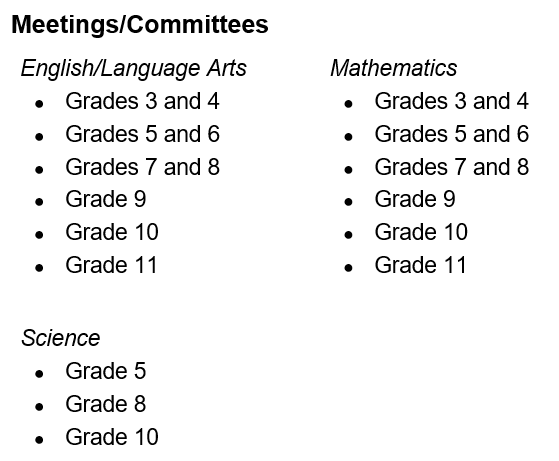 Meetings/Committees
English/Language Arts
• Grades 3 and 4
• Grades 5 and 6
• Grades 7 and 8
• Grade 9
• Grade 10
• Grade 11
Mathematics
• Grades 3 and 4
• Grades 5 and 6
• Grades 7 and 8
• Grade 9
• Grade 10
• Grade 11
Science
• Grade 5
• Grade 8
• Grade 10